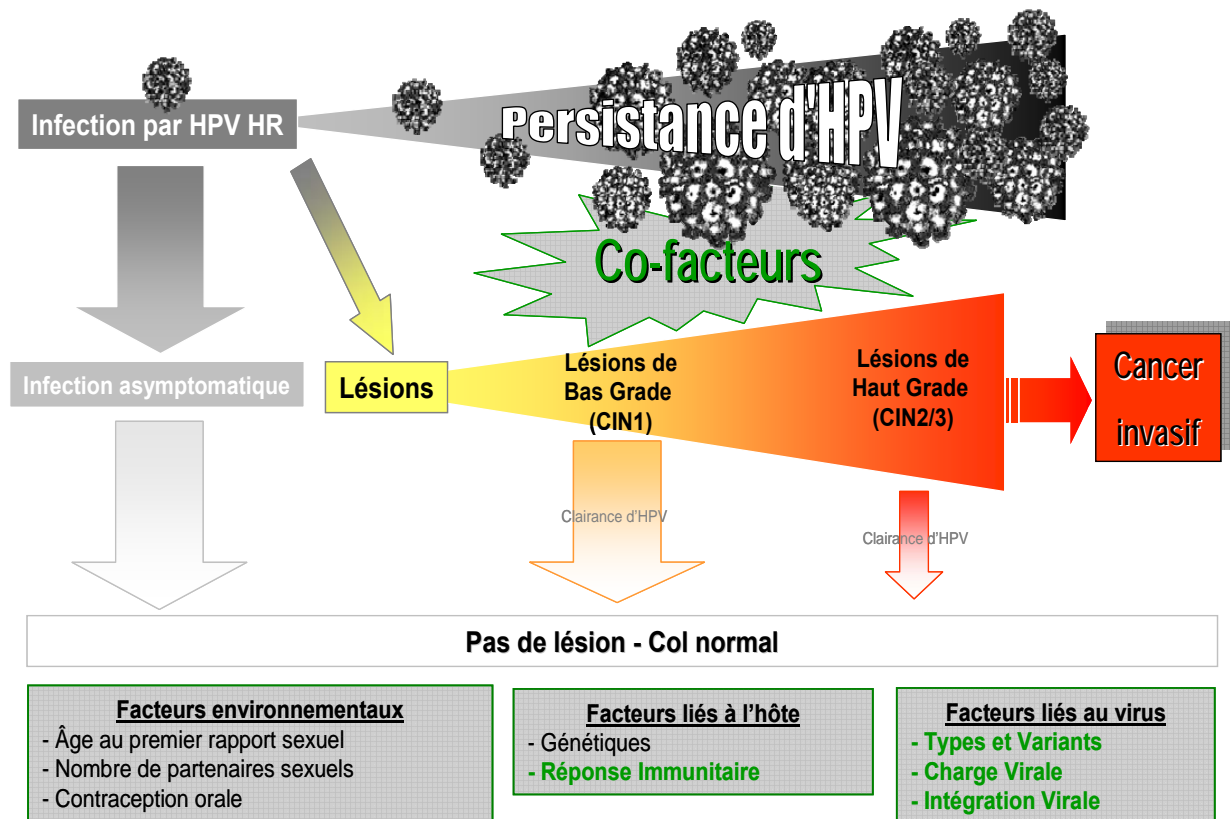 Persistance d'HPV
Infection par HPV HR
Co-facteurs
Infection asymptomatique
Lésions
Lésions de
Bas Grade
(CIN1)
Lésions de
Haut Grade
(CIN2/3)
Cancer
invasif
Clairance d'HPV
Clairance d'HPV
Pas de lésion - Col normal
Facteurs environnementaux
- Âge au premier rapport sexuel
- Nombre de partenaires sexuels
- Contraception orale
Facteurs liés à l'hôte
- Génétiques
- Réponse Immunitaire
Facteurs liés au virus
- Types et Variants
- Charge Virale
- Intégration Virale